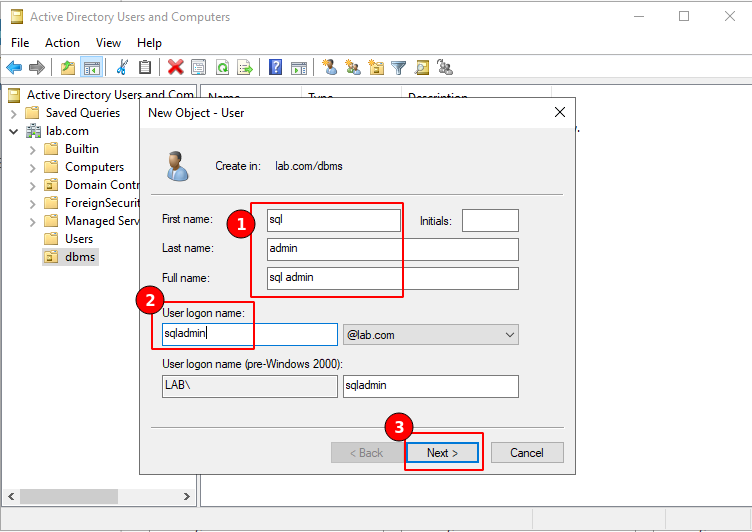 Active Directory Users and Computers
File Action View Help
Active Directory Users and Com
Name Type Description
Saved Queries
lab.com
Builtin
Computers
Domain Contr
ForeignSecurit
Managed Serv
Users
dbms
New Object - User
Create in: lab.com/dbms
1
First name: sql Initials:
Last name: admin
Full name: sql admin
2
User logon name:
sqladmin @lab.com
User logon name (pre-Windows 2000):
LAB\ sqladmin
3
< Back Next > Cancel